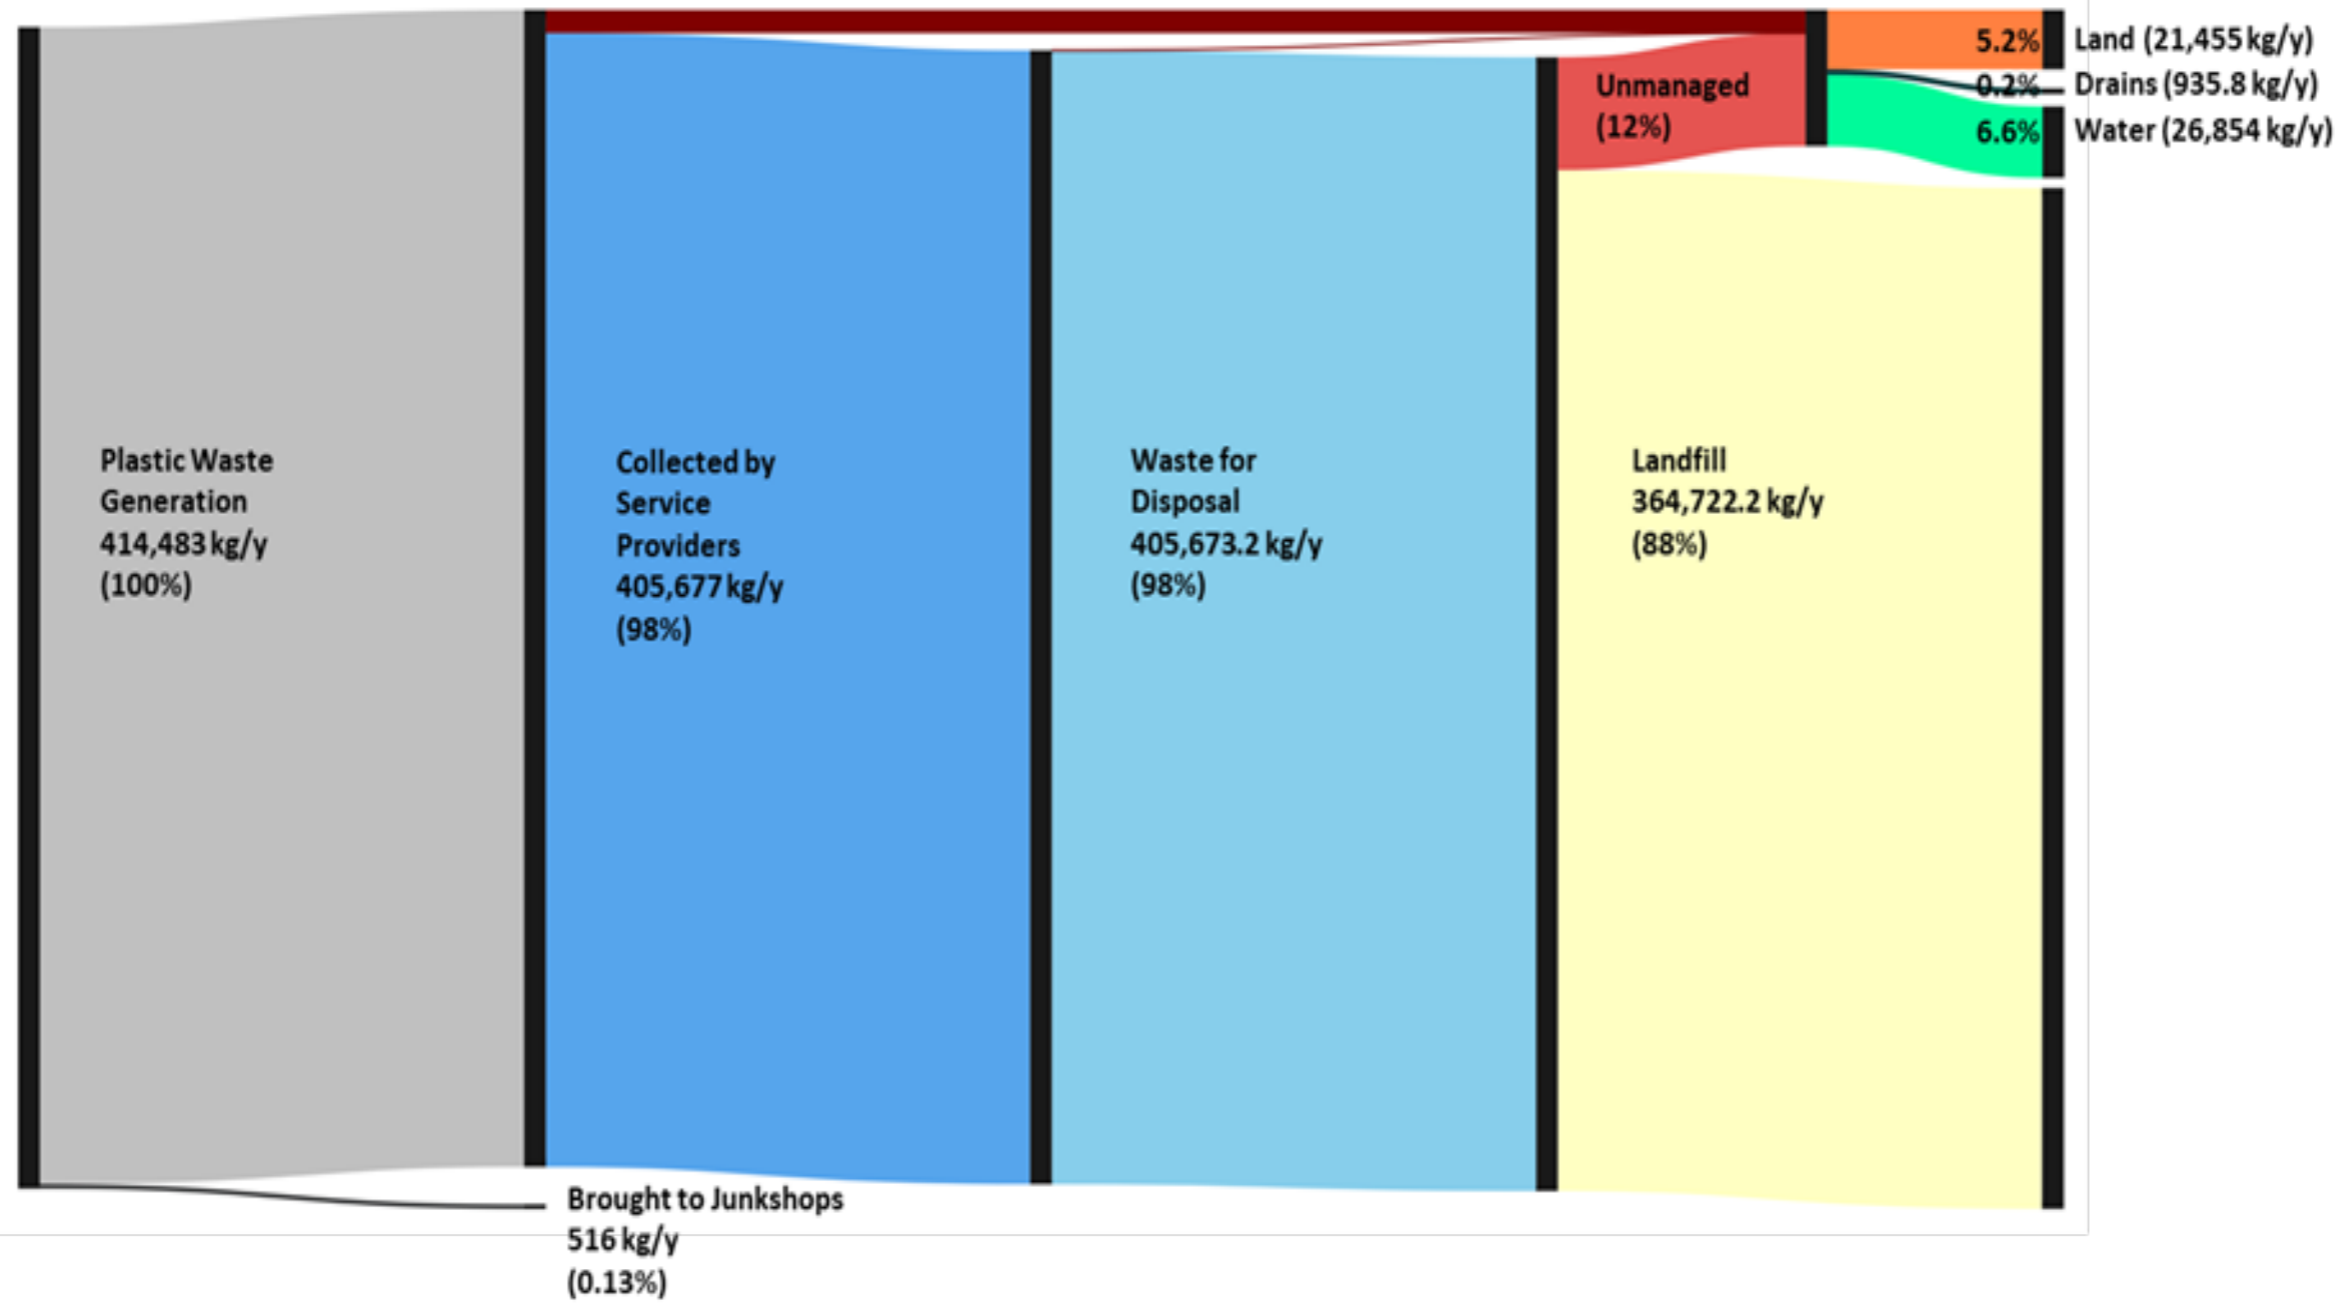 Plastic Waste
Generation
414,483 kg/y
(100%)
Collected by
Service
Providers
405,677 kg/y
(98%)
Brought to Junkshops
516 kg/y
(0.13%)
Waste for
Disposal
405,673.2 kg/y
(98%)
Unmanaged
(12%)
Landfill
364,722.2 kg/y
(88%)
5.2% Land (21,455 kg/y)
0.2% Drains (935.8 kg/y)
6.6% Water (26,854 kg/y)